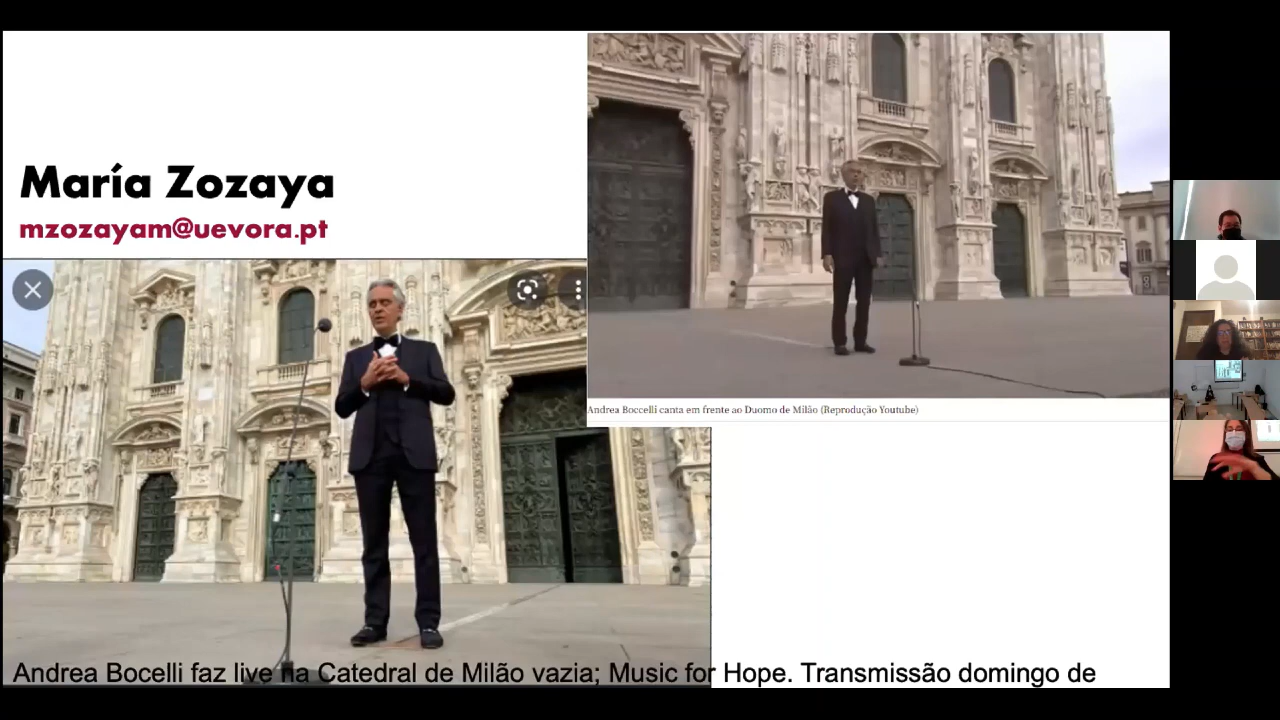 María Zozaya
mzozayam@uevora.pt
Andrea Boccelli canta em frente ao Duomo de Milão (Reprodução Youtube)
Andrea Bocelli faz live na Catedral de Milão vazia; Music for Hope. Transmissão domingo de